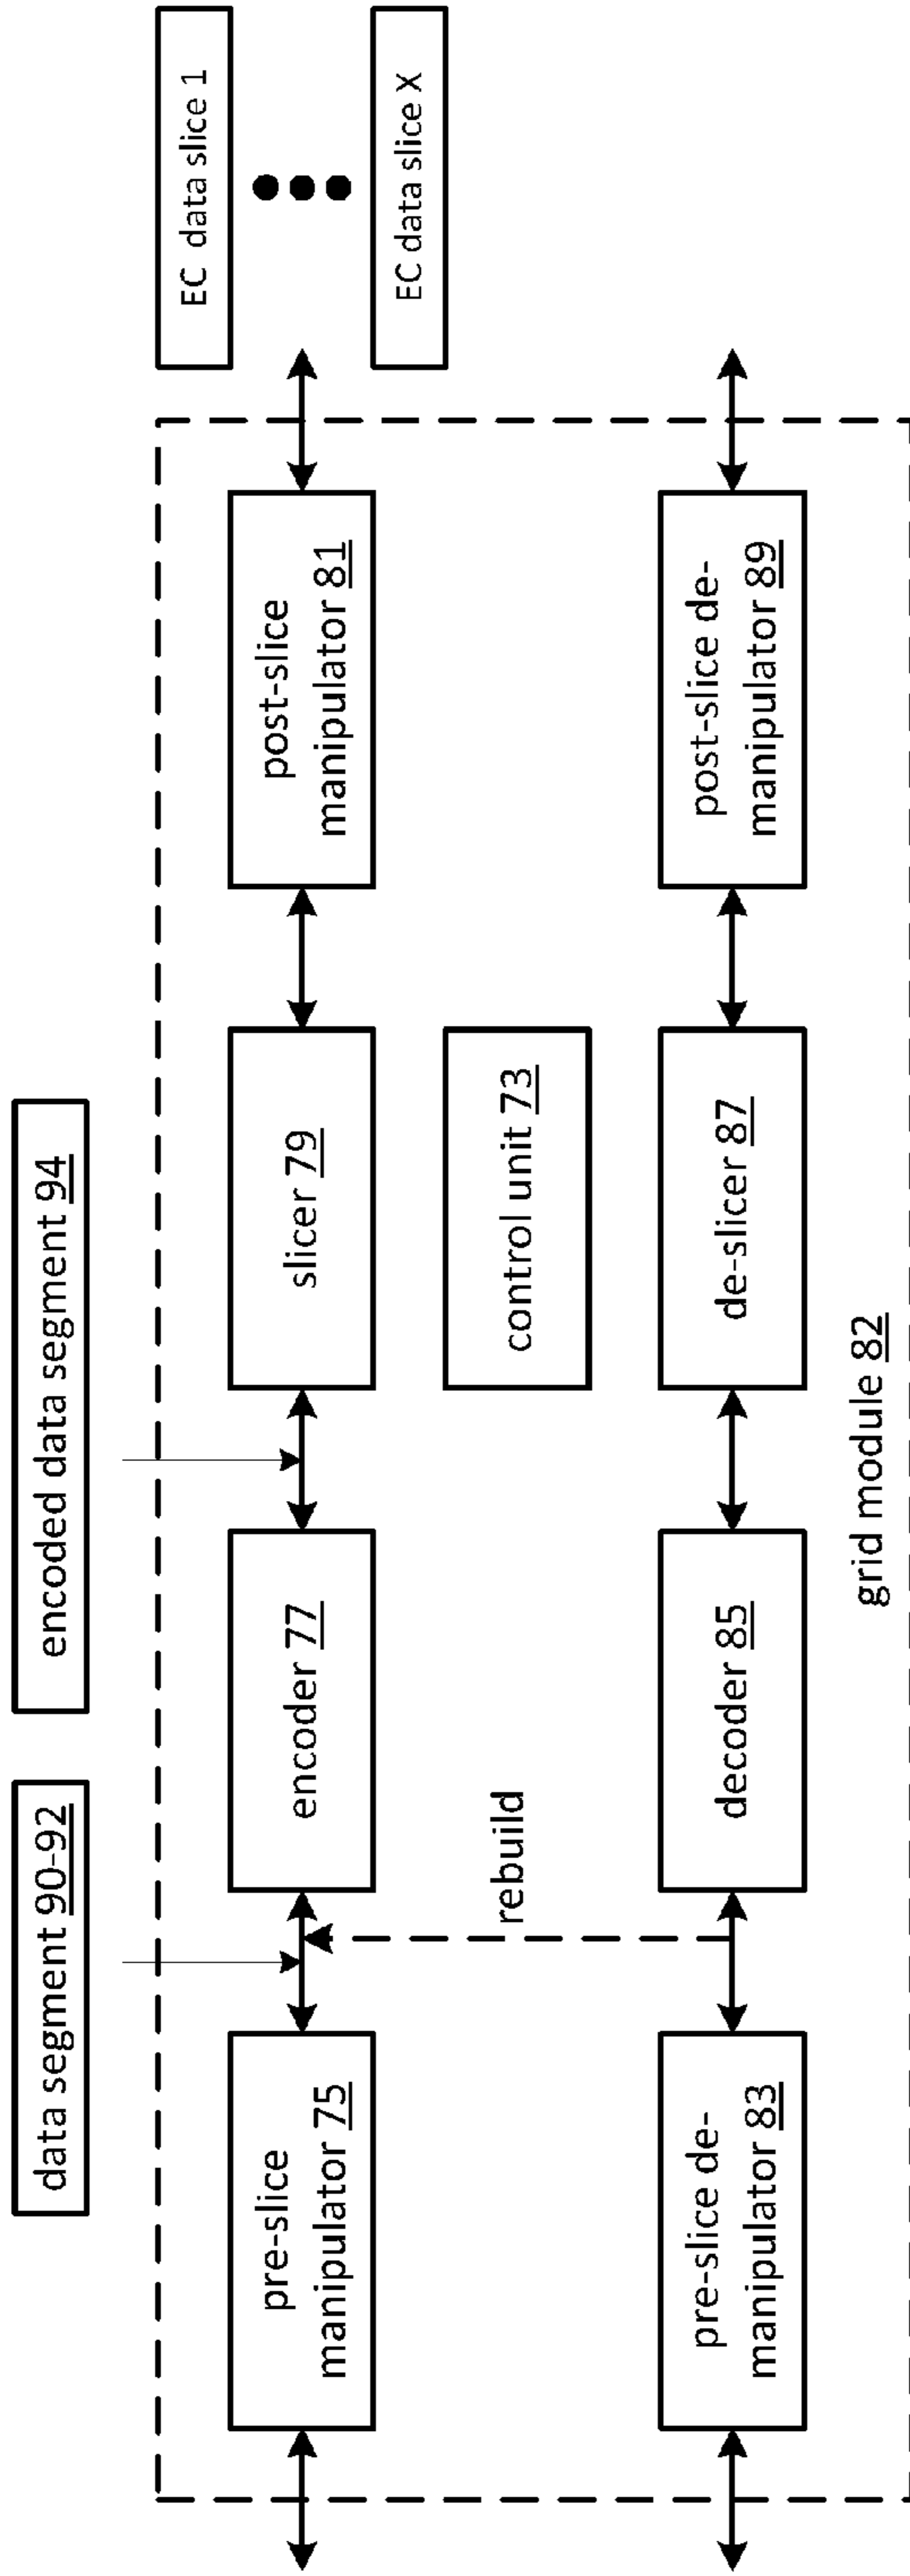 data segment 90-92
encoded data segment 94
EC data slice 1
EC data slice X
pre-slice
manipulator 75
encoder 77
slicer 79
post-slice
manipulator 81
rebuild
control unit 73
pre-slice de-
manipulator 83
decoder 85
de-slicer 87
post-slice de-
manipulator 89
grid module 82